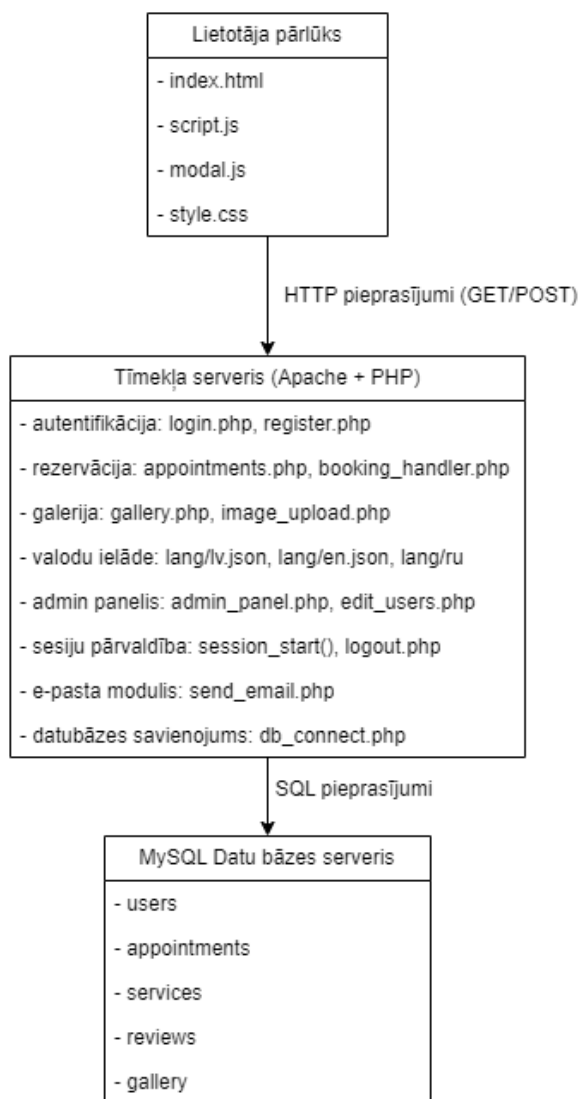 Lietotāja pārlūks
- index.html
- script.js
- modal.js
- style.css
HTTP pieprasījumi (GET/POST)
Tīmekļa serveris (Apache + PHP)
- autentifikācija: login.php, register.php
- rezervācija: appointments.php, booking_handler.php
- galerija: gallery.php, image_upload.php
- valodu ielāde: lang/lv.json, lang/en.json, lang/ru
- admin panelis: admin_panel.php, edit_users.php
- sesiju pārvaldība: session_start(), logout.php
- e-pasta modulis: send_email.php
- datubāzes savienojums: db_connect.php
SQL pieprasījumi
MySQL Datu bāzes serveris
- users
- appointments
- services
- reviews
- gallery